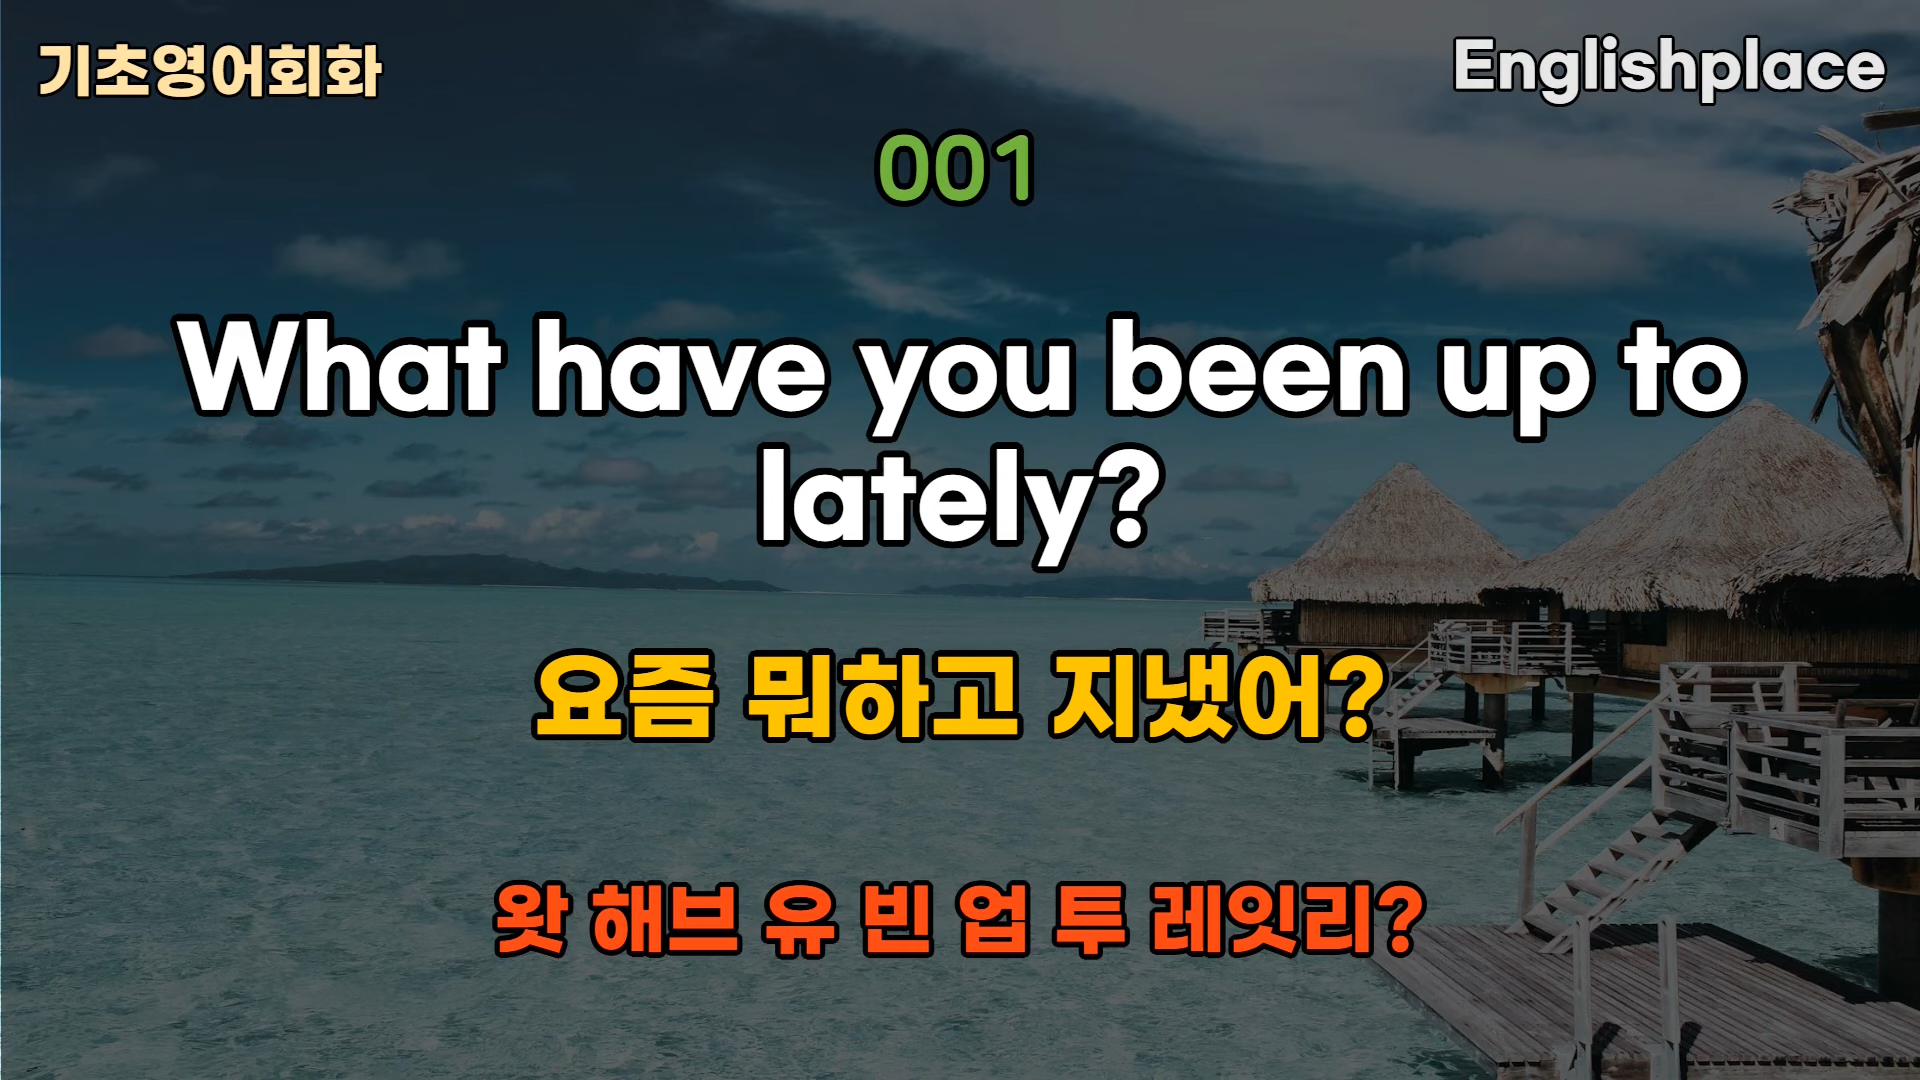 기초영어회화
Englishplace
001
What have you been up to
lately?
요즘 뭐하고 지냈어?
왓 해브 유 빈 업 투 레잇리?